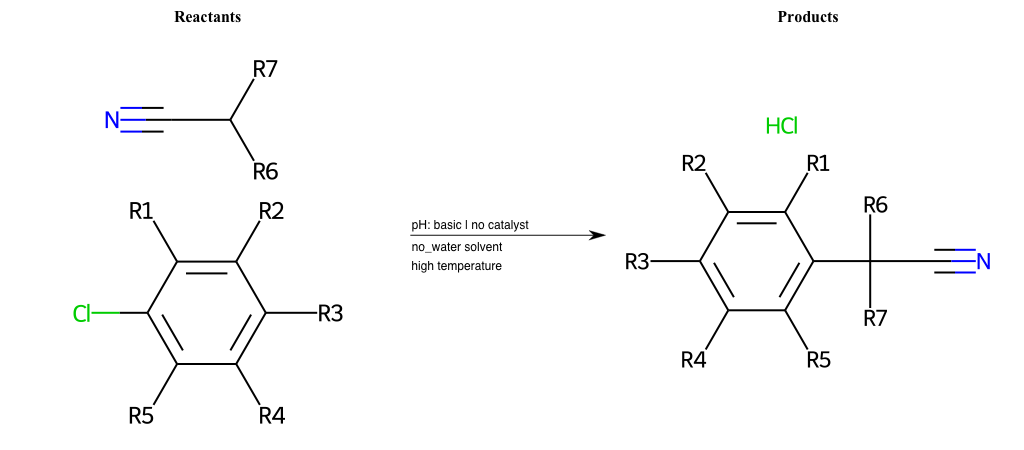 Reactants
Products
R7
N
R6
HCl
R1
R2
Cl
R3
R5
R4
pH: basic | no catalyst
no_water solvent
high temperature
R2
R1
R6
R3
N
R7
R4
R5